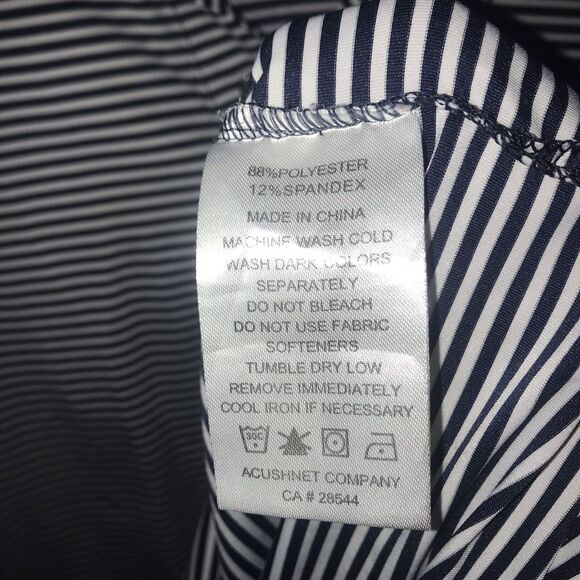 88%POLYESTER
12%SPANDEX
MADE IN CHINA
MACHINE WASH COLD
WASH DARK COLORS
SEPARATELY
DO NOT BLEACH
DO NOT USE FABRIC
SOFTENERS
TUMBLE DRY LOW
REMOVE IMMEDIATELY
COOL IRON IF NECESSARY
30C
ACUSHNET COMPANY
CA # 28544